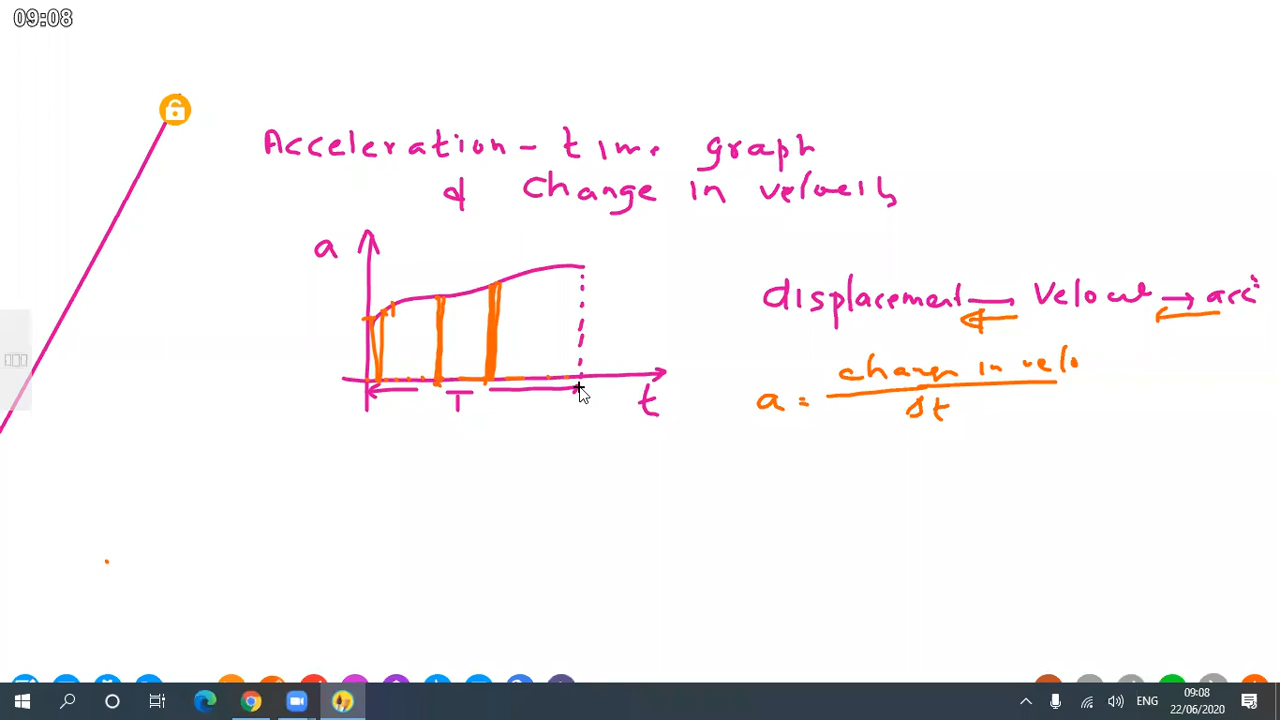 09:08
Acceleration - time graph
& Change in velocity
a
T
t
displacement — Velocit → accⁿ
a = change in velo
Δt
ENG
09:08
22/06/2020